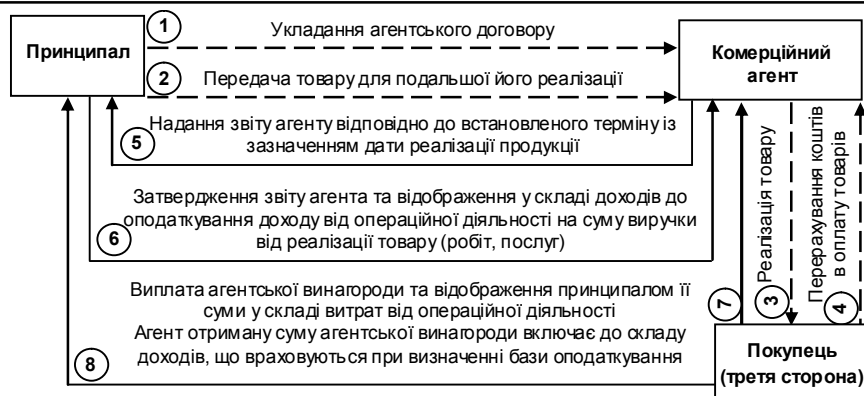 1
Укладання агентського договору
Принципал
Комерційний
агент
2
Передача товару для подальшої його реалізації
5
Надання звіту агенту відповідно до встановленого терміну із
зазначенням дати реалізації продукції
6
Затвердження звіту агента та відображення у складі доходів до
оподаткування доходу від операційної діяльності на суму виручки
від реалізації товару (робіт, послуг)
7
3
Реалізація товару
4
Перерахування коштів
в оплату товарів
8
Виплата агентської винагороди та відображення принципалом її
суми у складі витрат від операційної діяльності
Агент отриману суму агентської винагороди включає до складу
доходів, що враховуються при визначенні бази оподаткування
Покупець
(третя сторона)